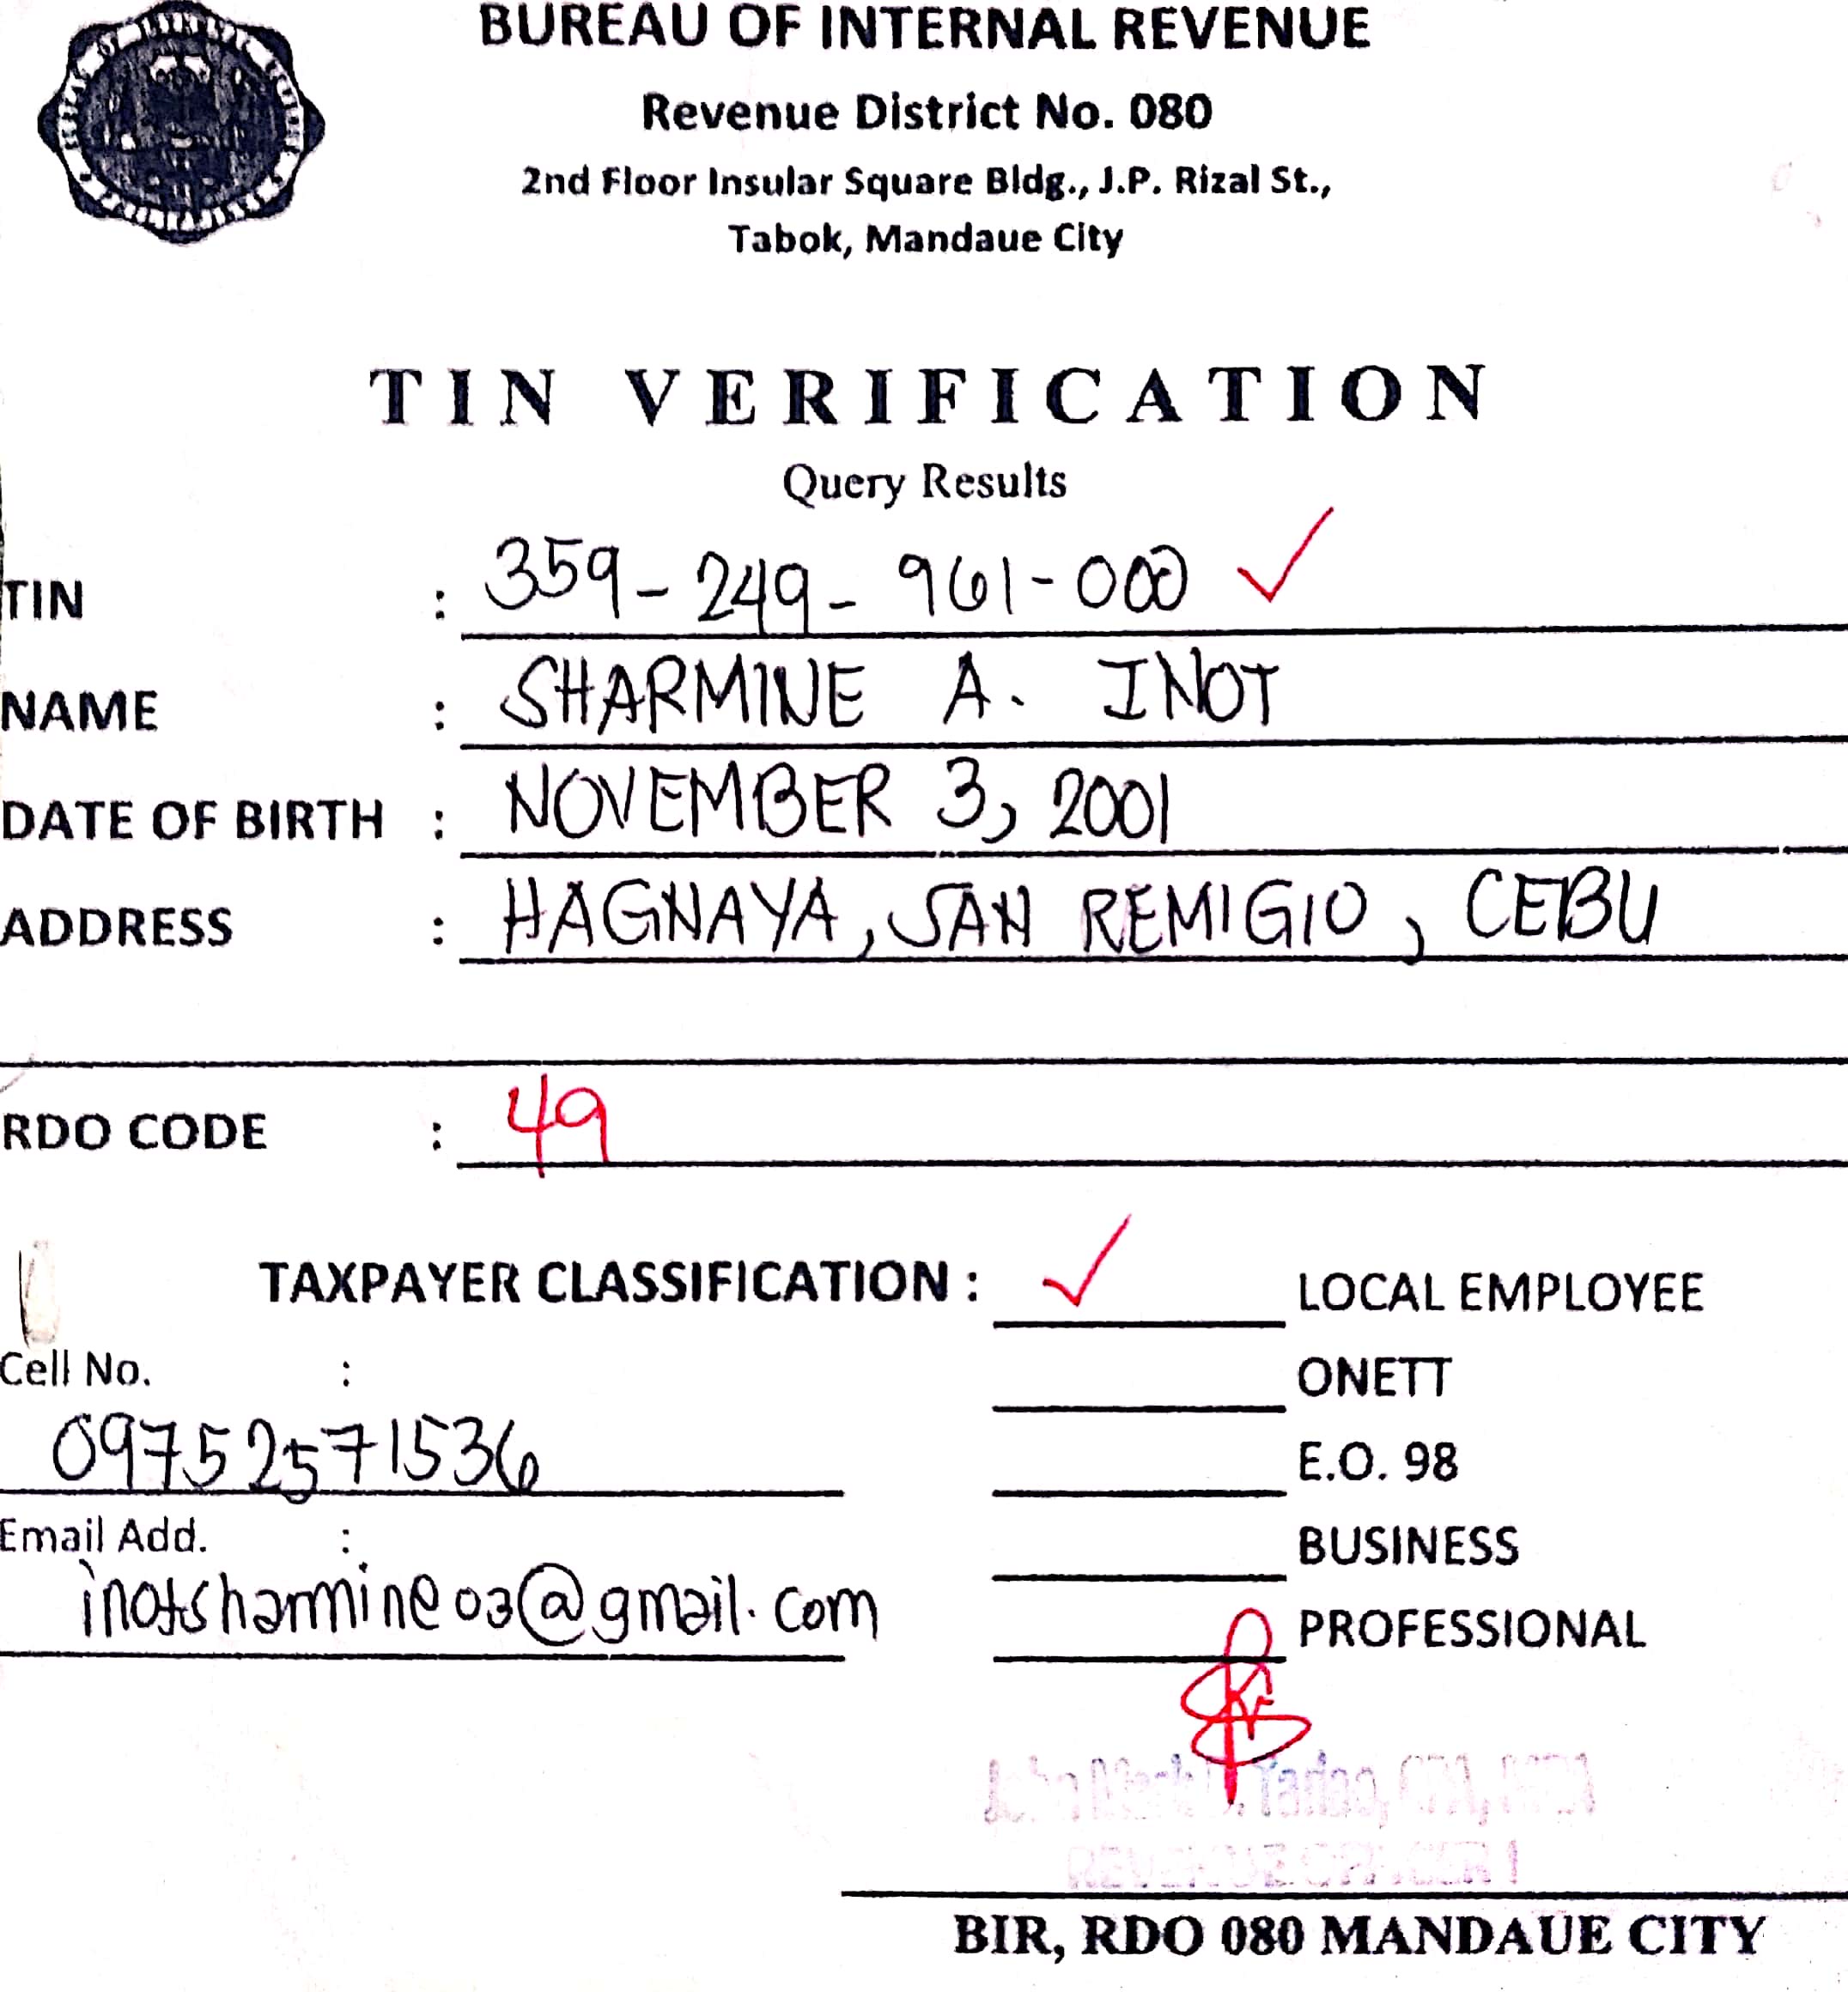 BUREAU OF INTERNAL REVENUE
Revenue District No. 080
2nd Floor Insular Square Bldg., J.P. Rizal St.,
Tabok, Mandaue City
TIN VERIFICATION
Query Results
TIN : 359-249-961-000
NAME : SHARMINE A. INOT
DATE OF BIRTH : NOVEMBER 3, 2001
ADDRESS : HAGNAYA, SAN REMIGIO, CEBU
RDO CODE : 49
TAXPAYER CLASSIFICATION : ✓ LOCAL EMPLOYEE
Cell No. :
ONETT
09752571536
E.O. 98
Email Add. :
BUSINESS
inotsharmine03@gmail.com
PROFESSIONAL
REVENUE OFFICER I
BIR, RDO 080 MANDAUE CITY